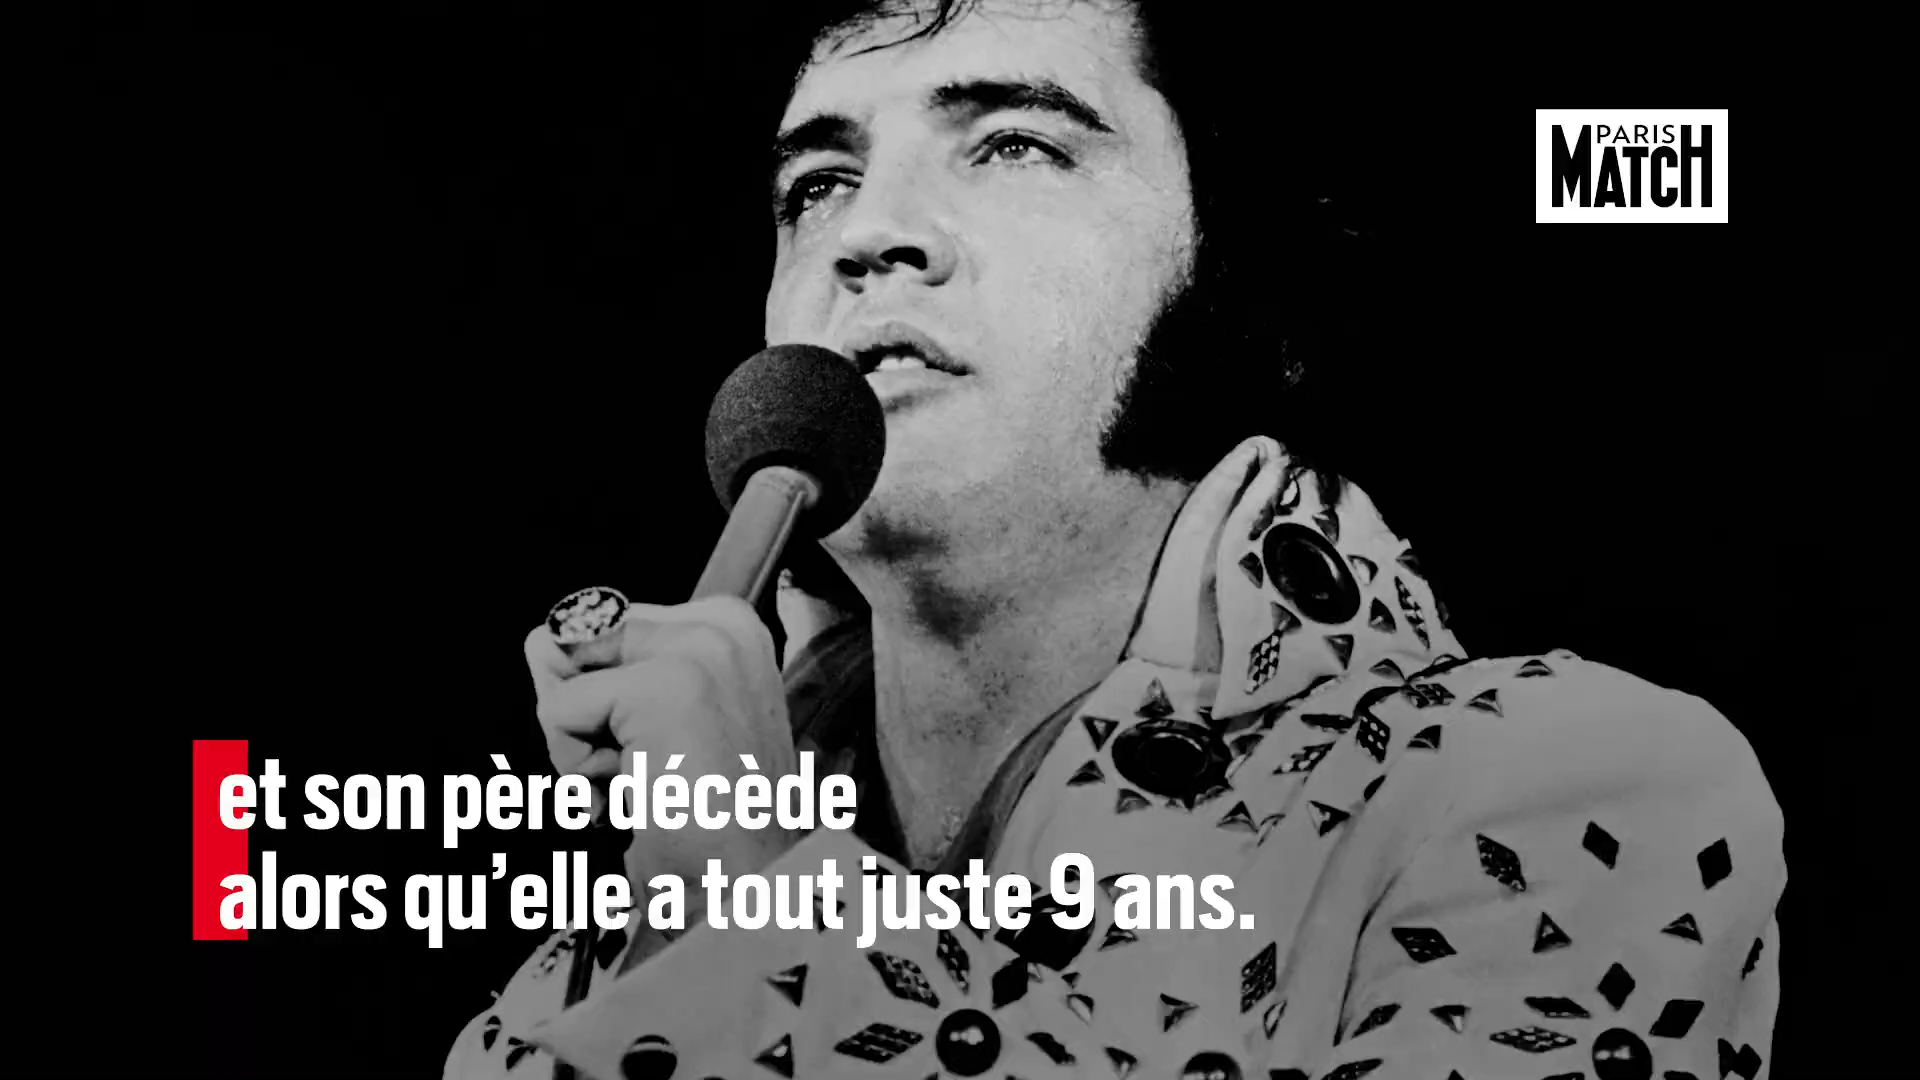 PARIS
MATCH
et son père décède
alors qu’elle a tout juste 9 ans.